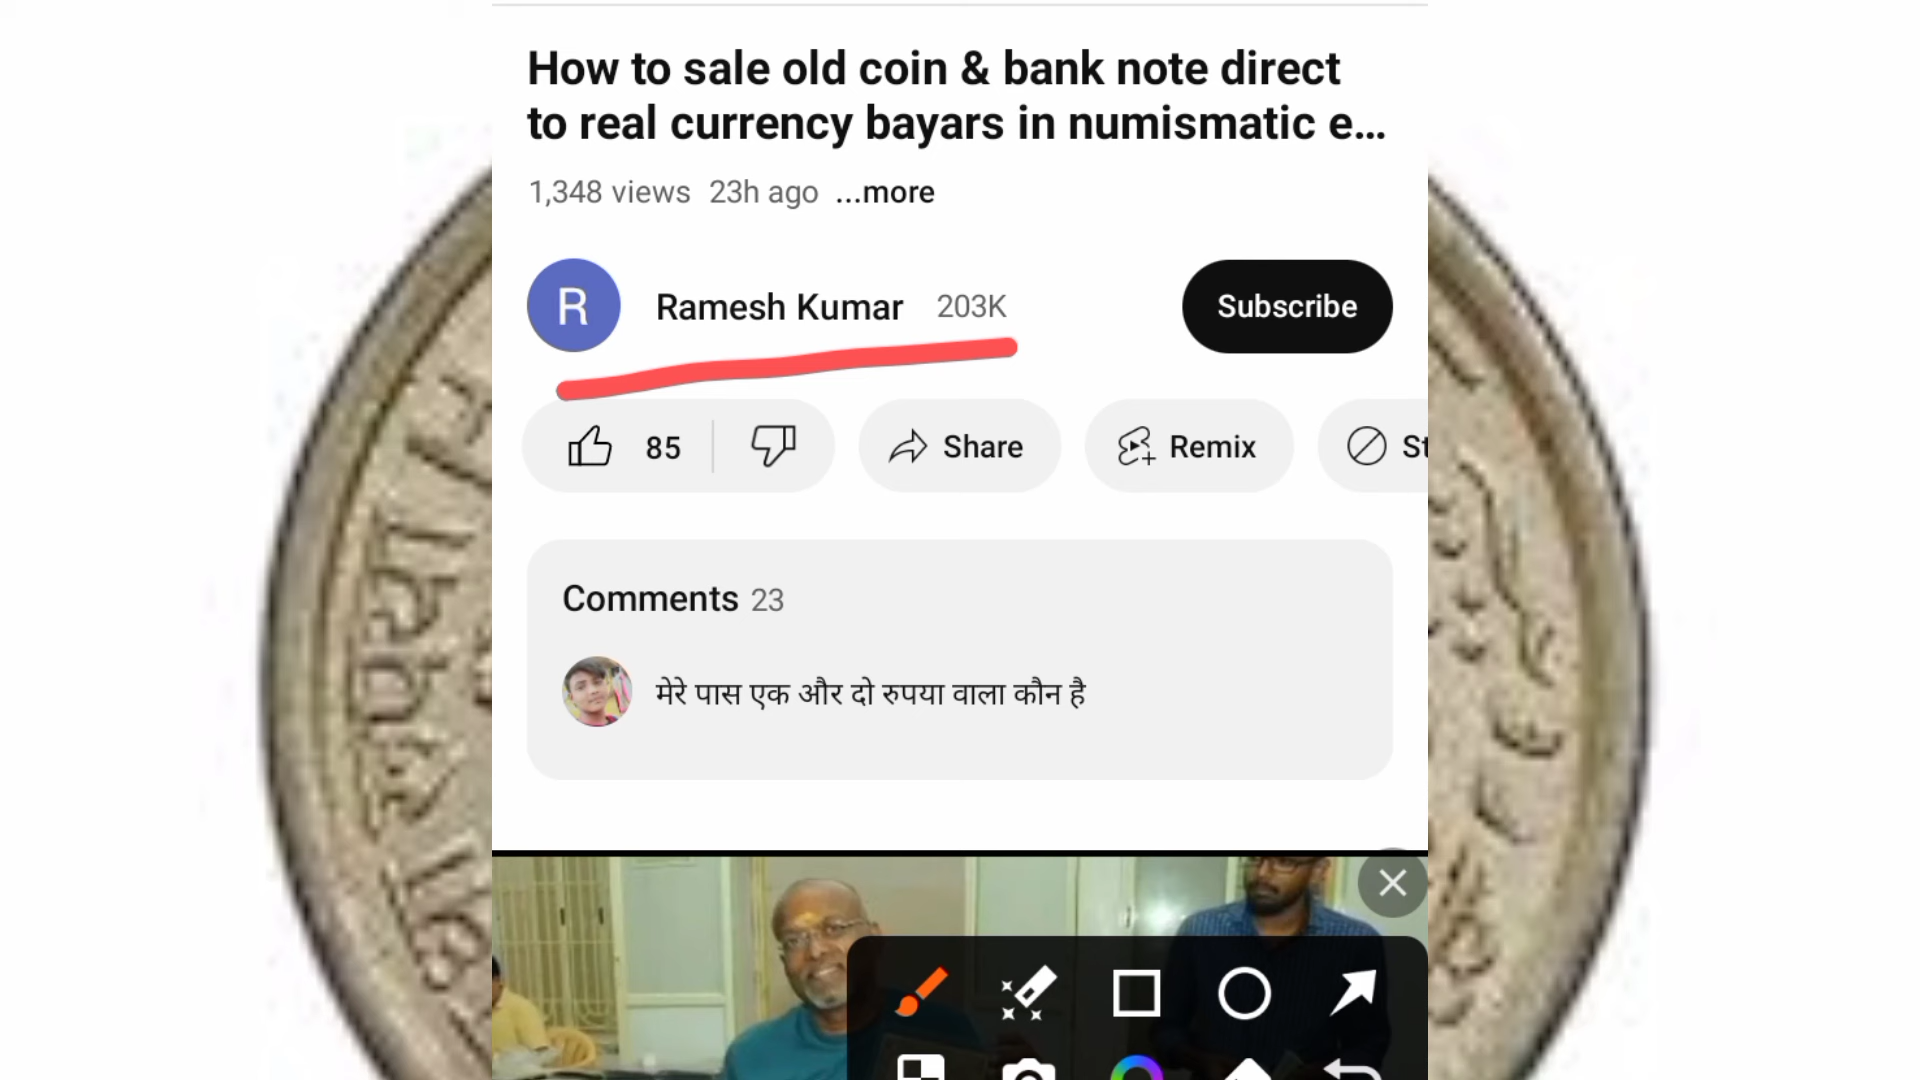 How to sale old coin & bank note direct
to real currency bayars in numismatic e...
1,348 views 23h ago ...more
R Ramesh Kumar 203K Subscribe
85 Share Remix St
Comments 23
मेरे पास एक और दो रुपया वाला कौन है